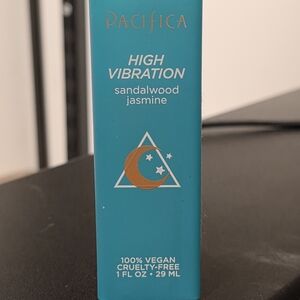 PACIFICA
HIGH
VIBRATION
sandalwood
jasmine
100% VEGAN
CRUELTY-FREE
1 FL OZ • 29 ML